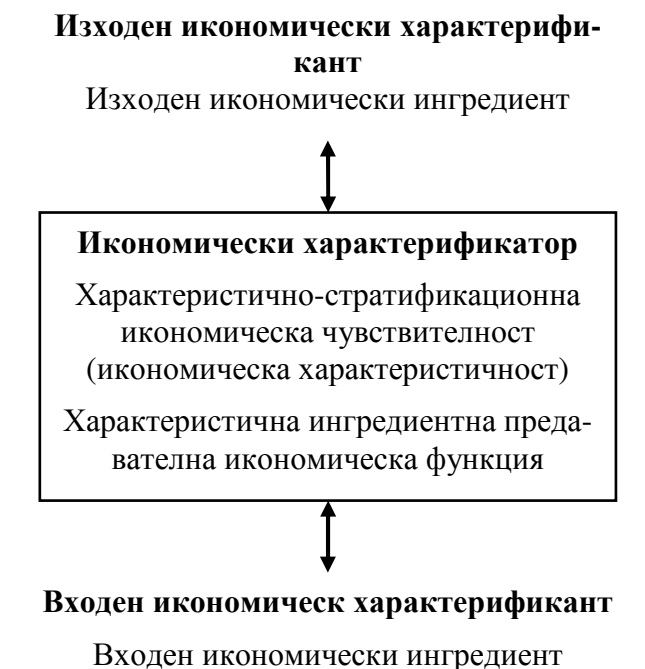 Изходен икономически характерифи-
кант
Изходен икономически ингредиент
Икономически характерификатор
Характеристично-стратификационна
икономическа чувствителност
(икономическа характеристичност)
Характеристична ингредиентна преда-
вателна икономическа функция
Входен икономическ характерификант
Входен икономически ингредиент